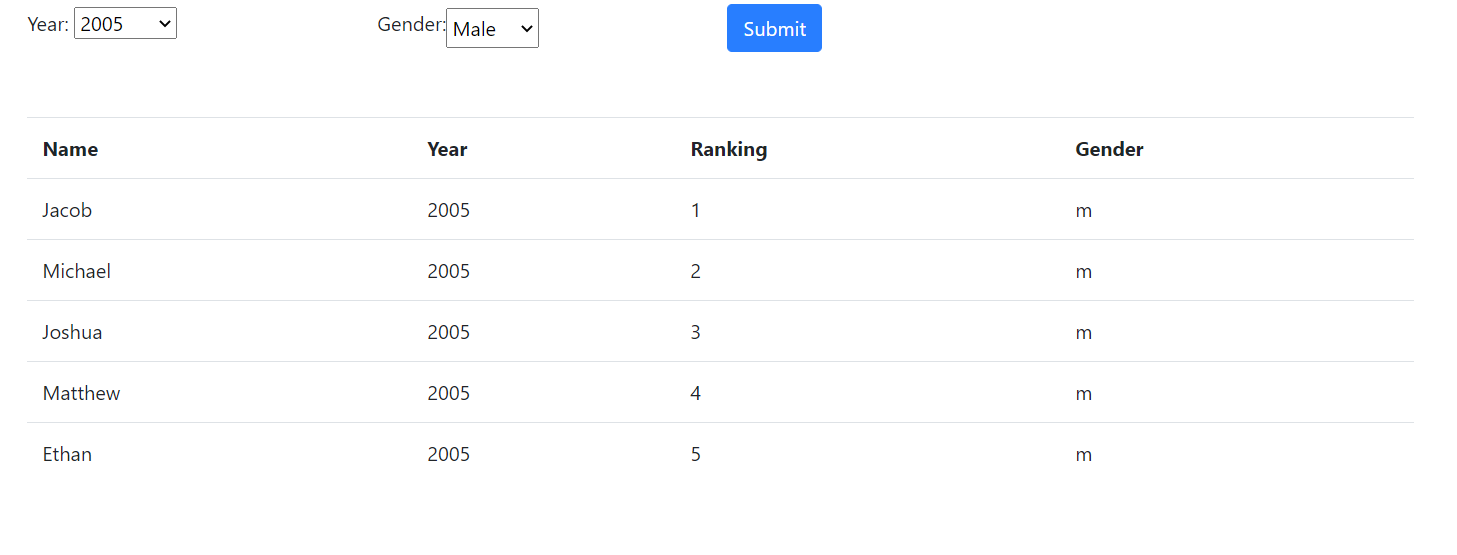 Year: 2005 Gender: Male Submit
Name Year Ranking Gender
Jacob 2005 1 m
Michael 2005 2 m
Joshua 2005 3 m
Matthew 2005 4 m
Ethan 2005 5 m